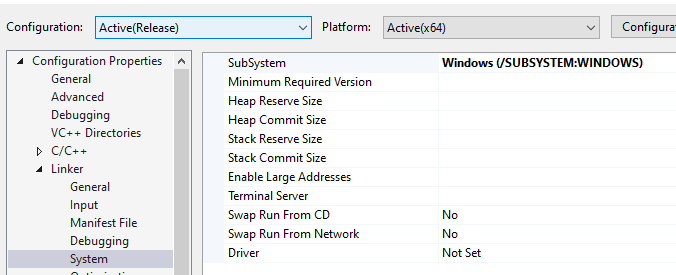 Configuration: Active(Release) Platform: Active(x64)
Configuration Properties
General
Advanced
Debugging
VC++ Directories
C/C++
Linker
General
Input
Manifest File
Debugging
System
SubSystem Windows (/SUBSYSTEM:WINDOWS)
Minimum Required Version
Heap Reserve Size
Heap Commit Size
Stack Reserve Size
Stack Commit Size
Enable Large Addresses
Terminal Server
Swap Run From CD No
Swap Run From Network No
Driver Not Set